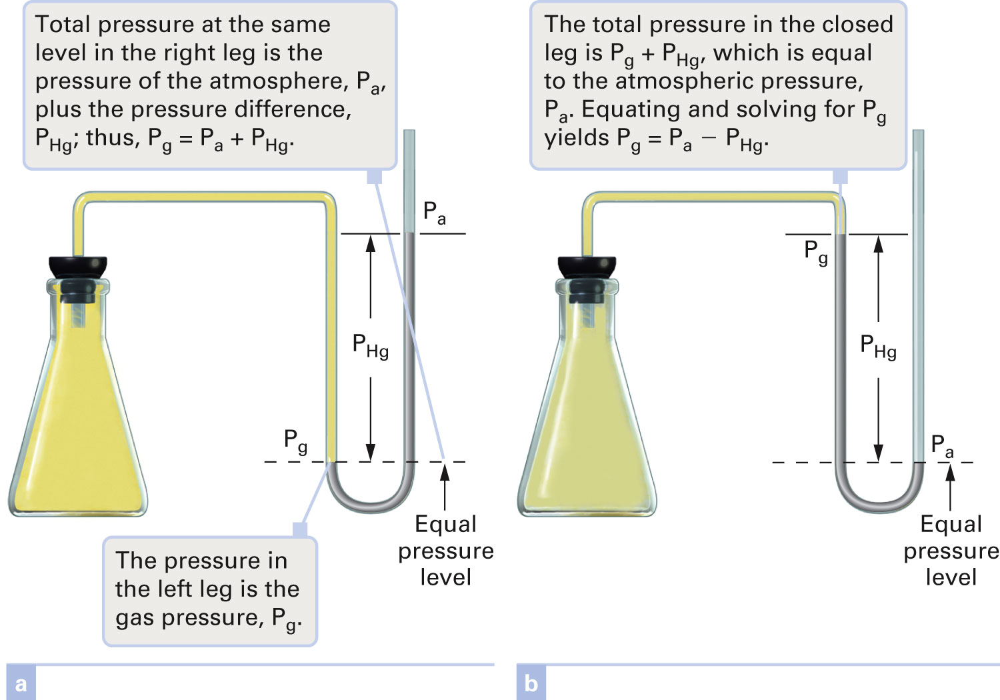 Total pressure at the same
level in the right leg is the
pressure of the atmosphere, Pa,
plus the pressure difference,
PHg; thus, Pg = Pa + PHg.
Pa
PHg
Pg
Equal
pressure
level
The pressure in
the left leg is the
gas pressure, Pg.
a
The total pressure in the closed
leg is Pg + PHg, which is equal
to the atmospheric pressure,
Pa. Equating and solving for Pg
yields Pg = Pa − PHg.
Pg
PHg
Pa
Equal
pressure
level
b